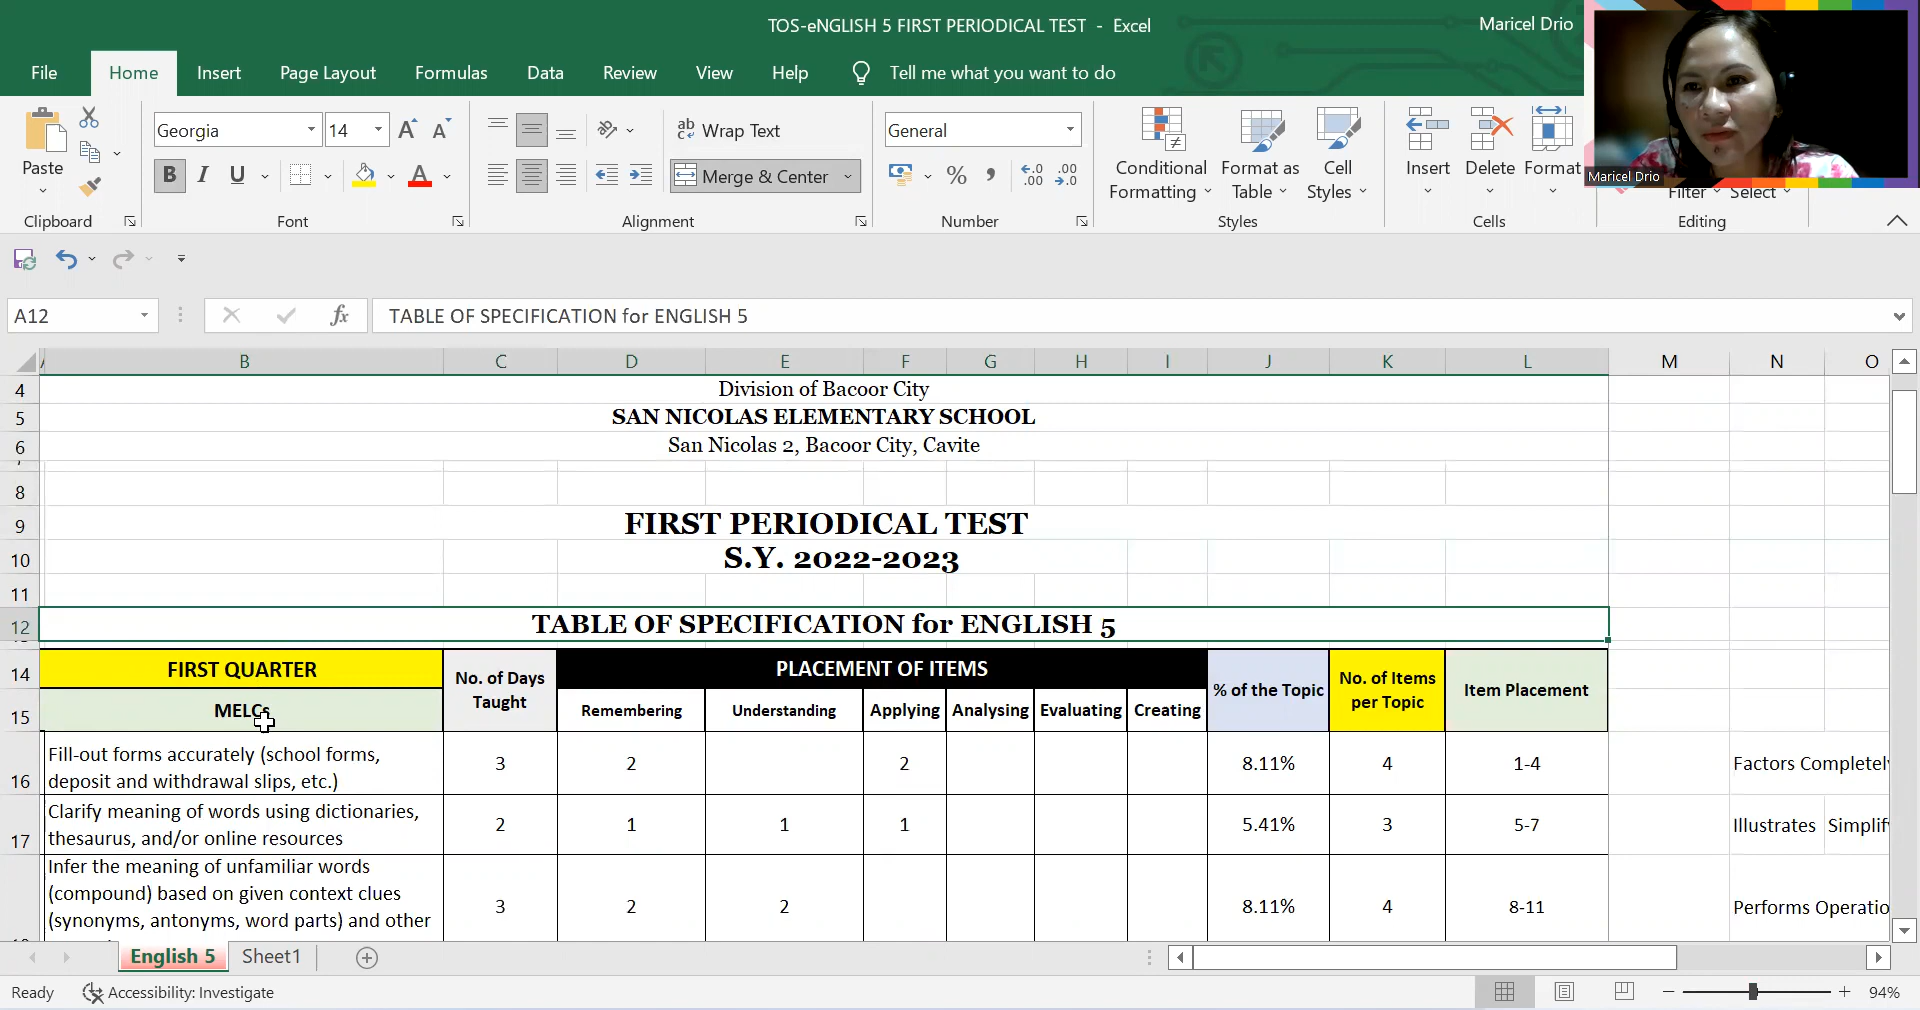 TOS-eNGLISH 5 FIRST PERIODICAL TEST - Excel
Maricel Drio
File Home Insert Page Layout Formulas Data Review View Help Tell me what you want to do
Paste
Clipboard
Georgia 14
B I U
Font
ab Wrap Text
Merge & Center
Alignment
General
%
Number
Conditional Formatting
Format as Table
Cell Styles
Styles
Insert Delete Format
Cells
Filter Select
Editing
Maricel Drio
A12 fx TABLE OF SPECIFICATION for ENGLISH 5
B C D E F G H I J K L M N O
4 Division of Bacoor City
5 SAN NICOLAS ELEMENTARY SCHOOL
6 San Nicolas 2, Bacoor City, Cavite
8
9 FIRST PERIODICAL TEST
10 S.Y. 2022-2023
11
12 TABLE OF SPECIFICATION for ENGLISH 5
14 FIRST QUARTER No. of Days Taught PLACEMENT OF ITEMS % of the Topic No. of Items per Topic Item Placement
15 MELCs Remembering Understanding Applying Analysing Evaluating Creating
16 Fill-out forms accurately (school forms, deposit and withdrawal slips, etc.) 3 2 2 8.11% 4 1-4 Factors Completely
17 Clarify meaning of words using dictionaries, thesaurus, and/or online resources 2 1 1 1 5.41% 3 5-7 Illustrates Simplif
Infer the meaning of unfamiliar words (compound) based on given context clues (synonyms, antonyms, word parts) and other 3 2 2 8.11% 4 8-11 Performs Operatio
English 5 Sheet1
Ready Accessibility: Investigate 94%